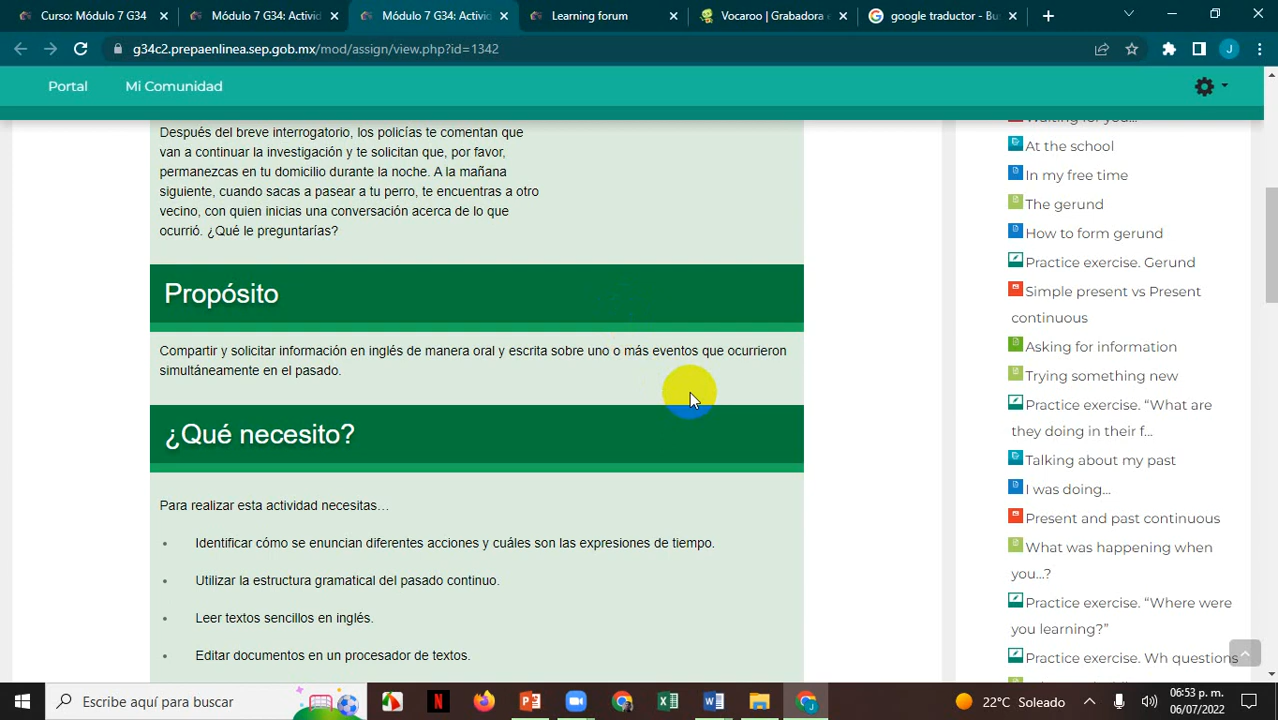 Curso: Módulo 7 G34
Módulo 7 G34: Activid
Módulo 7 G34: Activid
Learning forum
Vocaroo | Grabadora
google traductor - Bu
g34c2.prepaenlinea.sep.gob.mx/mod/assign/view.php?id=1342
J
Portal
Mi Comunidad
Después del breve interrogatorio, los policías te comentan que
van a continuar la investigación y te solicitan que, por favor,
permanezcas en tu domicilio durante la noche. A la mañana
siguiente, cuando sacas a pasear a tu perro, te encuentras a otro
vecino, con quien inicias una conversación acerca de lo que
ocurrió. ¿Qué le preguntarías?
Propósito
Compartir y solicitar información en inglés de manera oral y escrita sobre uno o más eventos que ocurrieron
simultáneamente en el pasado.
¿Qué necesito?
Para realizar esta actividad necesitas…
Identificar cómo se enuncian diferentes acciones y cuáles son las expresiones de tiempo.
Utilizar la estructura gramatical del pasado continuo.
Leer textos sencillos en inglés.
Editar documentos en un procesador de textos.
Waiting for you...
At the school
In my free time
The gerund
How to form gerund
Practice exercise. Gerund
Simple present vs Present
continuous
Asking for information
Trying something new
Practice exercise. “What are
they doing in their f...
Talking about my past
I was doing...
Present and past continuous
What was happening when
you...?
Practice exercise. “Where were
you learning?”
Practice exercise. Wh questions
Escribe aquí para buscar
22°C Soleado
06:53 p. m.
06/07/2022